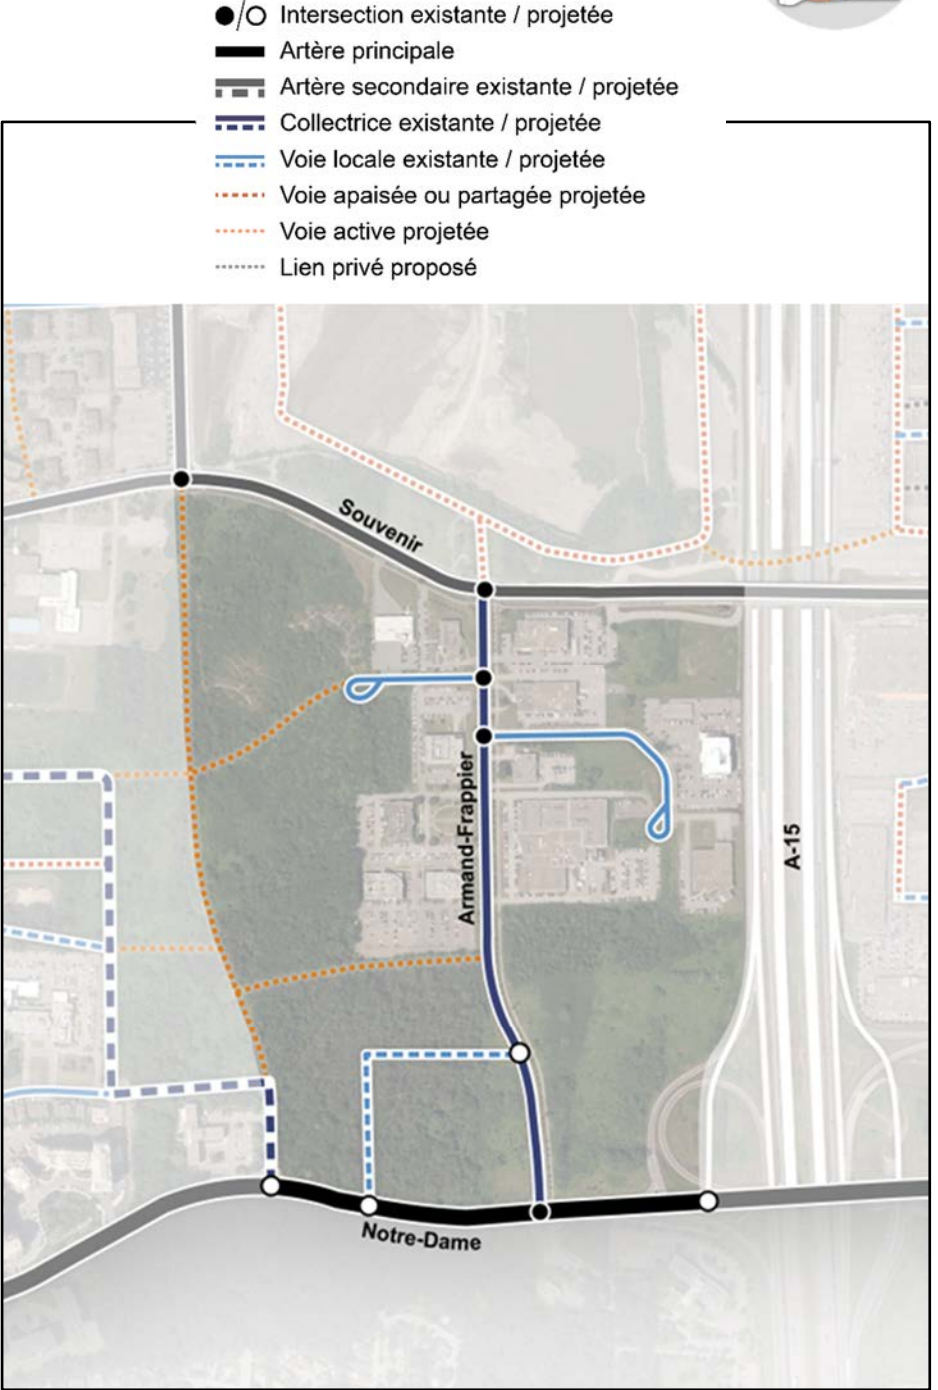 Intersection existante / projetée
Artère principale
Artère secondaire existante / projetée
Collectrice existante / projetée
Voie locale existante / projetée
Voie apaisée ou partagée projetée
Voie active projetée
Lien privé proposé
Souvenir
Armand-Frappier
A-15
Notre-Dame